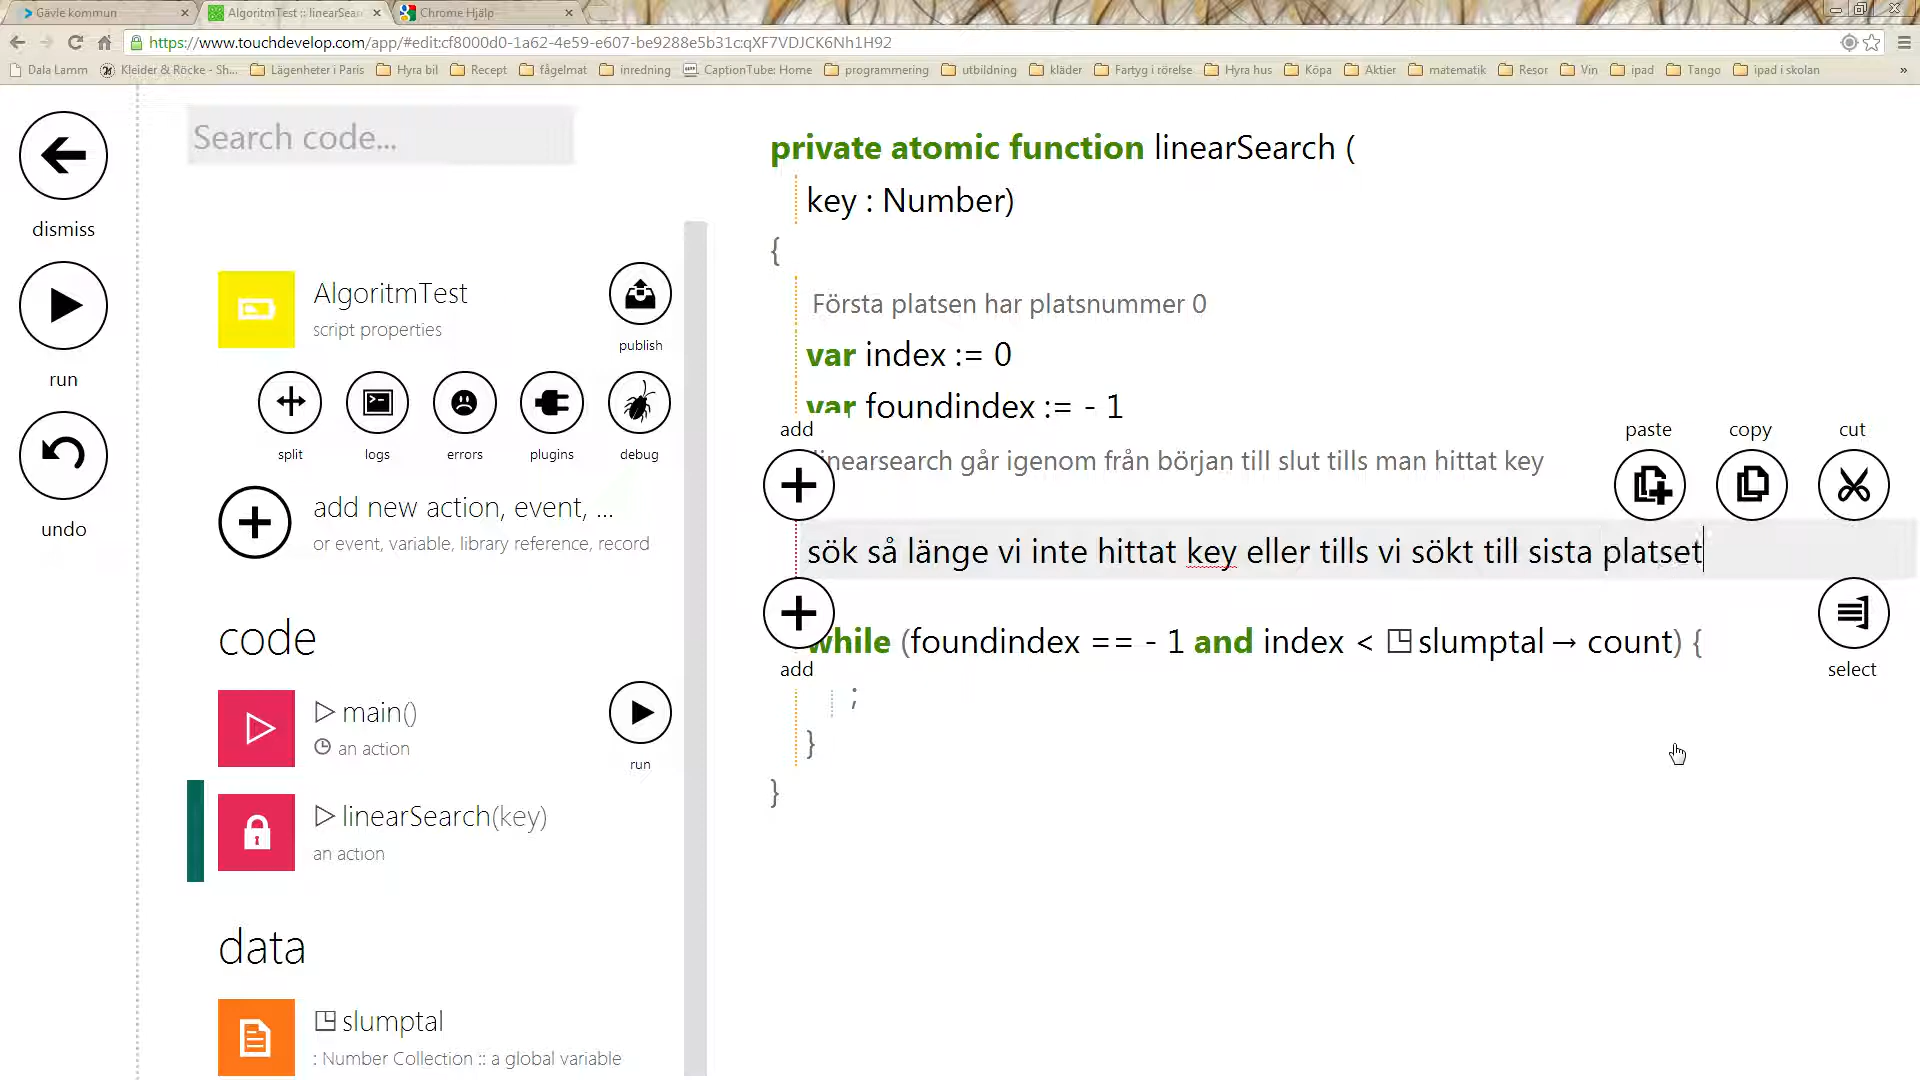 Gävle kommun
AlgoritmTest :: linearSear
Chrome Hjälp
https://www.touchdevelop.com/app/#edit:cf8000d0-1a62-4e59-e607-be9288e5b31c:qXF7VDJCK6Nh1H92
Dala Lamm Kleider & Röcke - Sh... Lägenheter i Paris Hyra bil Recept fågelmat inredning CaptionTube: Home programmering utbildning kläder Fartyg i rörelse Hyra hus Köpa Aktier matematik Resor Vin ipad Tango ipad i skolan »
dismiss
run
undo
Search code...
AlgoritmTest
script properties
publish
split logs errors plugins debug
add new action, event, ...
or event, variable, library reference, record
code
main()
an action
run
linearSearch(key)
an action
data
slumptal
: Number Collection :: a global variable
private atomic function linearSearch (
key : Number)
{
Första platsen har platsnummer 0
var index := 0
var foundindex := - 1
add
linearsearch går igenom från början till slut tills man hittat key
paste copy cut
sök så länge vi inte hittat key eller tills vi sökt till sista platset
while (foundindex == - 1 and index < slumptal → count) {
add
select
;
}
}